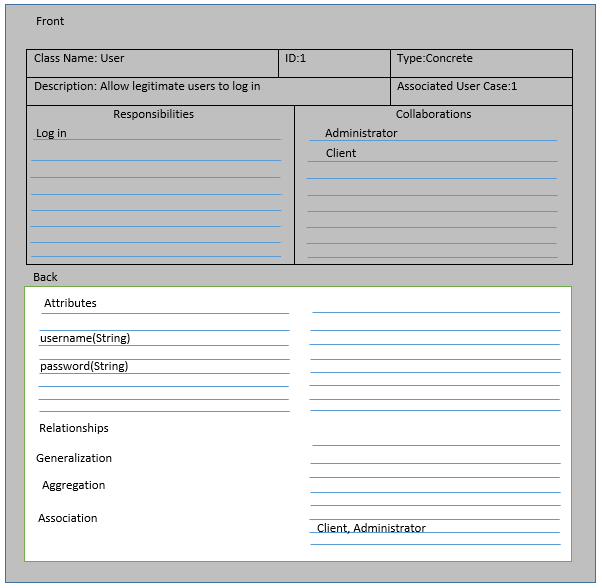 Front
Class Name: User ID:1 Type:Concrete
Description: Allow legitimate users to log in Associated User Case:1
Responsibilities Collaborations
Log in Administrator
Client
Back
Attributes
username(String)
password(String)
Relationships
Generalization
Aggregation
Association
Client, Administrator